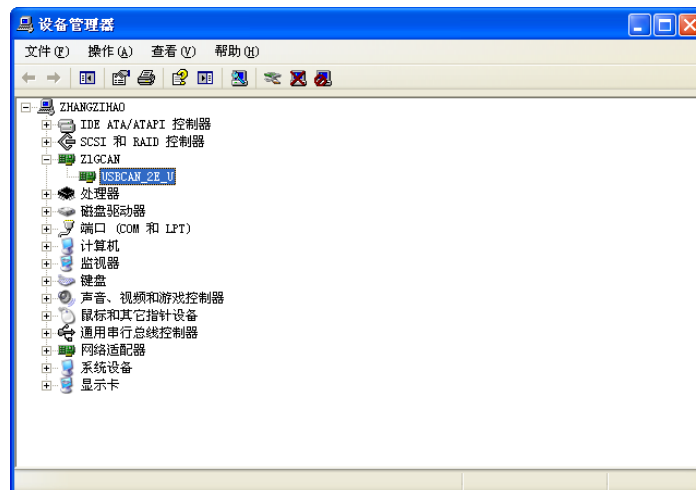 设备管理器
文件(F) 操作(A) 查看(V) 帮助(H)
ZHANGZIHAO
IDE ATA/ATAPI 控制器
SCSI 和 RAID 控制器
ZlGCAN
USBCAN_2E_U
处理器
磁盘驱动器
端口 (COM 和 LPT)
计算机
监视器
键盘
声音、视频和游戏控制器
鼠标和其它指针设备
通用串行总线控制器
网络适配器
系统设备
显示卡